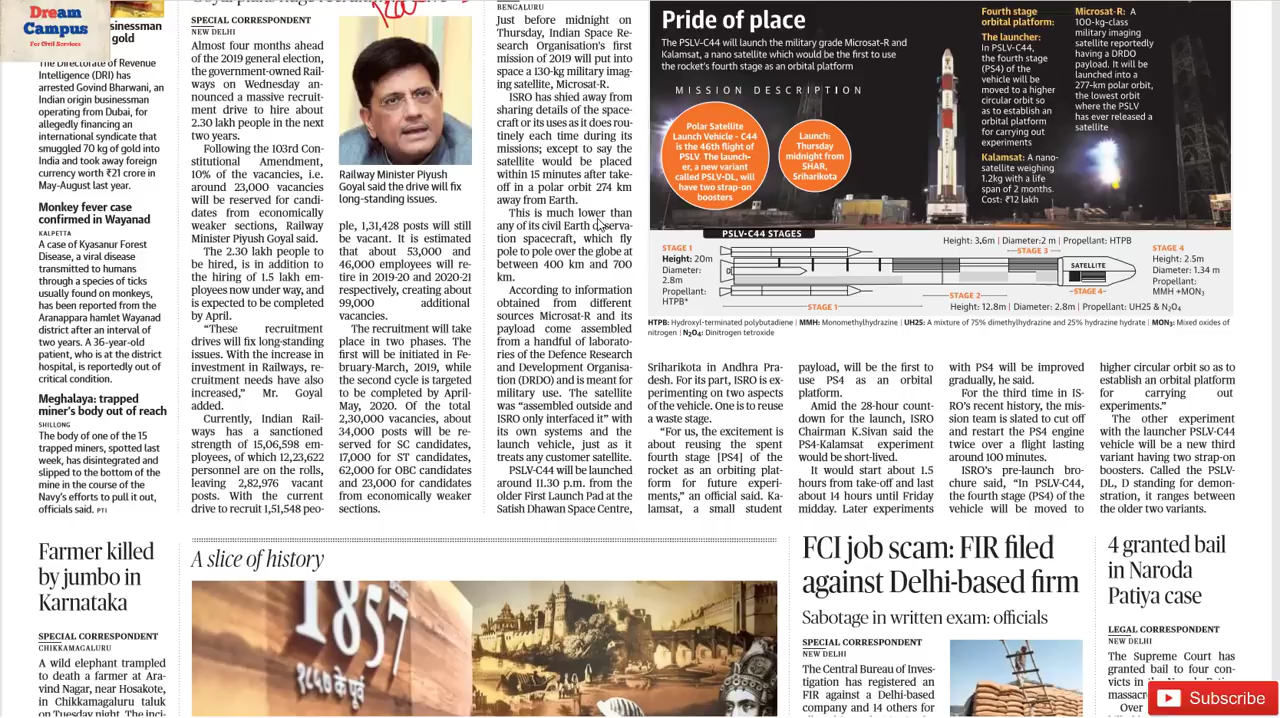 Dream
Campus
For Civil Services
businessman
gold
The Directorate of Revenue
Intelligence (DRI) has
arrested Govind Bharwani, an
Indian origin businessman
operating from Dubai, for
allegedly financing an
international syndicate that
smuggled 70 kg of gold into
India and took away foreign
currency worth ₹21 crore in
May-August last year.
Monkey fever case
confirmed in Wayanad
KALPETTA
A case of Kyasanur Forest
Disease, a viral disease
transmitted to humans
through a species of ticks
usually found on monkeys,
has been reported from the
Aranappara hamlet Wayanad
district after an interval of
two years. A 36-year-old
patient, who is at the district
hospital, is reportedly out of
critical condition.
Meghalaya: trapped
miner's body out of reach
SHILLONG
The body of one of the 15
trapped miners, spotted last
week, has disintegrated and
slipped to the bottom of the
mine in the course of the
Navy's efforts to pull it out,
officials said. PTI
SPECIAL CORRESPONDENT
NEW DELHI
Almost four months ahead
of the 2019 general election,
the government-owned Rail-
ways on Wednesday an-
nounced a massive recruit-
ment drive to hire about
2.30 lakh people in the next
two years.
Following the 103rd Con-
stitutional Amendment,
10% of the vacancies, i.e.
around 23,000 vacancies
will be reserved for candi-
dates from economically
weaker sections, Railway
Minister Piyush Goyal said.
The 2.30 lakh people to
be hired, is in addition to
the hiring of 1.5 lakh em-
ployees now under way, and
is expected to be completed
by April.
"These recruitment
drives will fix long-standing
issues. With the increase in
investment in Railways, re-
cruitment needs have also
increased," Mr. Goyal
added.
Currently, Indian Rail-
ways has a sanctioned
strength of 15,06,598 em-
ployees, of which 12,23,622
personnel are on the rolls,
leaving 2,82,976 vacant
posts. With the current
drive to recruit 1,51,548 peo-
Railway Minister Piyush
Goyal said the drive will fix
long-standing issues.
ple, 1,31,428 posts will still
be vacant. It is estimated
that about 53,000 and
46,000 employees will re-
tire in 2019-20 and 2020-21
respectively, creating about
99,000 additional
vacancies.
The recruitment will take
place in two phases. The
first will be initiated in Fe-
bruary-March, 2019, while
the second cycle is targeted
to be completed by April-
May, 2020. Of the total
2,30,000 vacancies, about
34,000 posts will be re-
served for SC candidates,
17,000 for ST candidates,
62,000 for OBC candidates
and 23,000 for candidates
from economically weaker
sections.
BENGALURU
Just before midnight on
Thursday, Indian Space Re-
search Organisation's first
mission of 2019 will put into
space a 130-kg military imag-
ing satellite, Microsat-R.
ISRO has shied away from
sharing details of the space-
craft or its uses as it does rou-
tinely each time during its
missions; except to say the
satellite would be placed
within 15 minutes after take-
off in a polar orbit 274 km
away from Earth.
This is much lower than
any of its civil Earth observa-
tion spacecraft, which fly
pole to pole over the globe at
between 400 km and 700
km.
According to information
obtained from different
sources Microsat-R and its
payload come assembled
from a handful of laborato-
ries of the Defence Research
and Development Organisa-
tion (DRDO) and is meant for
military use. The satellite
was "assembled outside and
ISRO only interfaced it" with
its own systems and the
launch vehicle, just as it
treats any customer satellite.
PSLV-C44 will be launched
around 11.30 p.m. from the
older First Launch Pad at the
Satish Dhawan Space Centre,
Pride of place
The PSLV-C44 will launch the military grade Microsat-R and
Kalamsat, a nano satellite which would be the first to use
the rocket's fourth stage as an orbital platform
MISSION DESCRIPTION
Polar Satellite
Launch Vehicle - C44
is the 46th flight of
PSLV. The launch-
er, a new variant
called PSLV-DL, will
have two strap-on
boosters
Launch:
Thursday
midnight from
SHAR,
Sriharikota
Fourth stage
orbital platform:
The launcher:
In PSLV-C44,
the fourth stage
(PS4) of the
vehicle will be
moved to a higher
circular orbit so
as to establish
an orbital
platform for
carrying out
experiments
Kalamsat: A nano-
satellite weighing
1.2kg with a life
span of 2 months.
Cost: ₹12 lakh
Microsat-R: A
100-kg-class
military imaging
satellite reportedly
having a DRDO
payload. It will be
launched into a
277-km polar orbit,
the lowest orbit
where the PSLV
has ever released a
satellite
PSLV-C44 STAGES
STAGE 1
Height: 20m
Diameter:
2.8m
Propellant:
HTPB*
Height: 3.6m | Diameter:2 m | Propellant: HTPB
STAGE 3
SATELLITE
STAGE 4
STAGE 2
STAGE 1
Height: 12.8m | Diameter: 2.8m | Propellant: UH25 & N₂O₄
STAGE 4
Height: 2.5m
Diameter: 1.34 m
Propellant:
MMH +MON₃
HTPB: Hydroxyl-terminated polybutadiene | MMH: Monomethylhydrazine | UH25: A mixture of 75% dimethylhydrazine and 25% hydrazine hydrate | MON₃: Mixed oxides of
nitrogen | N₂O₄: Dinitrogen tetroxide
Sriharikota in Andhra Pra-
desh. For its part, ISRO is ex-
perimenting on two aspects
of the vehicle. One is to reuse
a waste stage.
"For us, the excitement is
about reusing the spent
fourth stage [PS4] of the
rocket as an orbiting plat-
form for future experi-
ments," an official said. Ka-
lamsat, a small student
payload, will be the first to
use PS4 as an orbital
platform.
Amid the 28-hour count-
down for the launch, ISRO
Chairman K.Sivan said the
PS4-Kalamsat experiment
would be short-lived.
It would start about 1.5
hours from take-off and last
about 14 hours until Friday
midday. Later experiments
with PS4 will be improved
gradually, he said.
For the third time in IS-
RO's recent history, the mis-
sion team is slated to cut off
and restart the PS4 engine
twice over a flight lasting
around 100 minutes.
ISRO's pre-launch bro-
chure said, "In PSLV-C44,
the fourth stage (PS4) of the
vehicle will be moved to
higher circular orbit so as to
establish an orbital platform
for carrying out
experiments."
The other experiment
with the launcher PSLV-C44
vehicle will be a new third
variant having two strap-on
boosters. Called the PSLV-
DL, D standing for demon-
stration, it ranges between
the older two variants.
Farmer killed
by jumbo in
Karnataka
SPECIAL CORRESPONDENT
CHIKKAMAGALURU
A wild elephant trampled
to death a farmer at Ara-
vind Nagar, near Hosakote,
in Chikkamagaluru taluk
on Tuesday night. The inci-
A slice of history
1857
FCI job scam: FIR filed
against Delhi-based firm
Sabotage in written exam: officials
SPECIAL CORRESPONDENT
NEW DELHI
The Central Bureau of Inves-
tigation has registered an
FIR against a Delhi-based
company and 14 others for
4 granted bail
in Naroda
Patiya case
LEGAL CORRESPONDENT
NEW DELHI
The Supreme Court has
granted bail to four con-
victs in the Naroda Patiya
massacre
Over
Subscribe